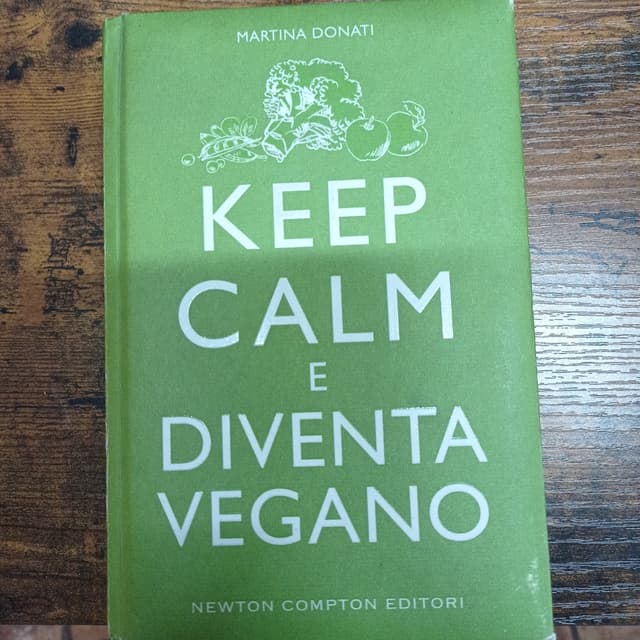 MARTINA DONATI
KEEP
CALM
E
DIVENTA
VEGANO
NEWTON COMPTON EDITORI